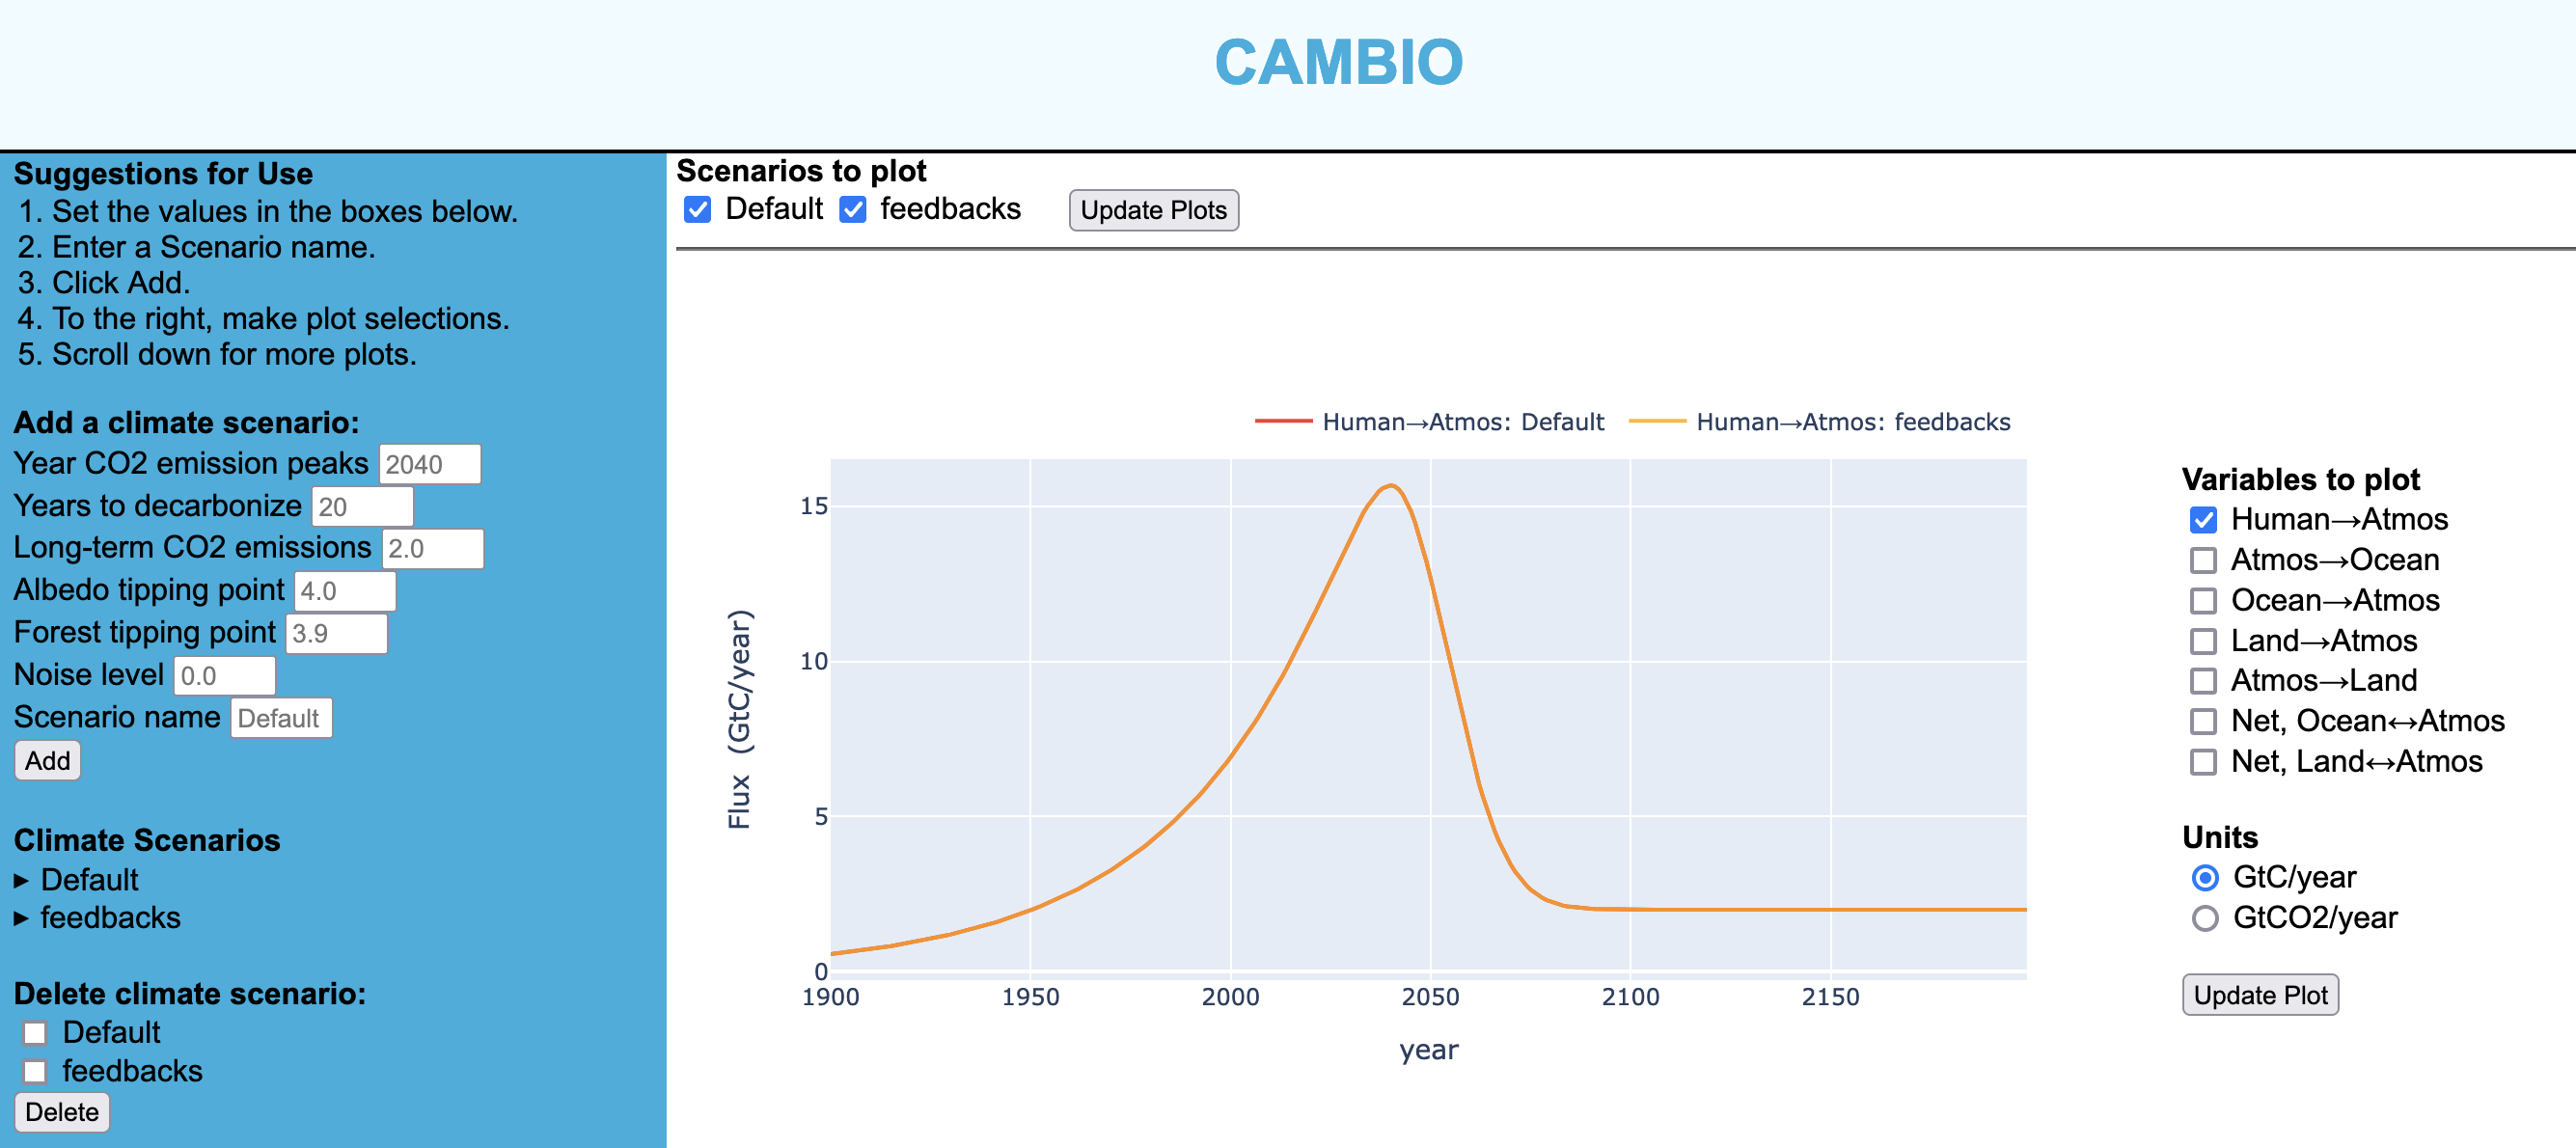 CAMBIO
Suggestions for Use
1. Set the values in the boxes below.
2. Enter a Scenario name.
3. Click Add.
4. To the right, make plot selections.
5. Scroll down for more plots.
Add a climate scenario:
Year CO2 emission peaks 2040
Years to decarbonize 20
Long-term CO2 emissions 2.0
Albedo tipping point 4.0
Forest tipping point 3.9
Noise level 0.0
Scenario name Default
Add
Climate Scenarios
▸ Default
▸ feedbacks
Delete climate scenario:
Default
feedbacks
Delete
Scenarios to plot
Default feedbacks Update Plots
Human→Atmos: Default Human→Atmos: feedbacks
Flux (GtC/year)
15
10
5
0
1900 1950 2000 2050 2100 2150
year
Variables to plot
Human→Atmos
Atmos→Ocean
Ocean→Atmos
Land→Atmos
Atmos→Land
Net, Ocean↔Atmos
Net, Land↔Atmos
Units
GtC/year
GtCO2/year
Update Plot